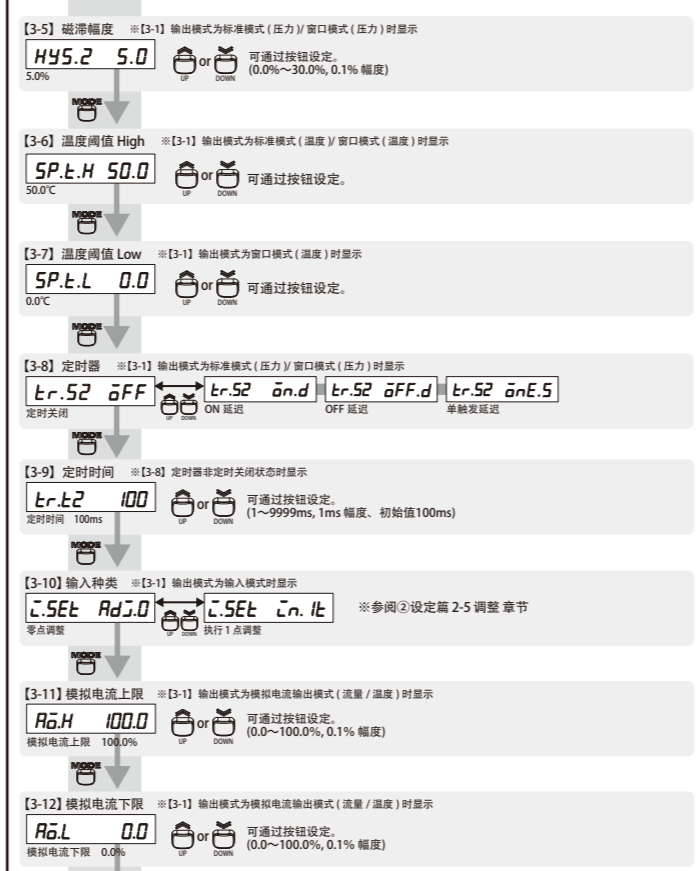 【3-5】磁滞幅度 ※【3-1】输出模式为标准模式 ( 压力 )/ 窗口模式 ( 压力 ) 时显示
HYS.2 5.0
5.0%
UP or DOWN
可通过按钮设定。
(0.0%～30.0%, 0.1% 幅度)
MODE
【3-6】温度阈值 High ※【3-1】输出模式为标准模式 ( 温度 )/ 窗口模式 ( 温度 ) 时显示
SP.t.H 50.0
50.0℃
UP or DOWN
可通过按钮设定。
MODE
【3-7】温度阈值 Low ※【3-1】输出模式为窗口模式 ( 温度 ) 时显示
SP.t.L 0.0
0.0℃
UP or DOWN
可通过按钮设定。
MODE
【3-8】定时器 ※【3-1】输出模式为标准模式 ( 压力 )/ 窗口模式 ( 压力 ) 时显示
tr.S2 oFF
定时关闭
UP DOWN
tr.S2 on.d
ON 延迟
tr.S2 oFF.d
OFF 延迟
tr.S2 onE.S
单触发延迟
MODE
【3-9】定时时间 ※【3-8】定时器非定时关闭状态时显示
tr.t2 100
定时时间 100ms
UP or DOWN
可通过按钮设定。
(1～9999ms, 1ms 幅度、初始值100ms)
MODE
【3-10】输入种类 ※【3-1】输出模式为输入模式时显示
i.SEt AdJ.0
零点调整
UP DOWN
i.SEt in. 1t
执行 1 点调整
※参阅②设定篇 2-5 调整 章节
MODE
【3-11】模拟电流上限 ※【3-1】输出模式为模拟电流输出模式 ( 流量 / 温度 ) 时显示
Ao.H 100.0
模拟电流上限 100.0%
UP or DOWN
可通过按钮设定。
(0.0～100.0%, 0.1% 幅度)
MODE
【3-12】模拟电流下限 ※【3-1】输出模式为模拟电流输出模式 ( 流量 / 温度 ) 时显示
Ao.L 0.0
模拟电流下限 0.0%
UP or DOWN
可通过按钮设定。
(0.0～100.0%, 0.1% 幅度)